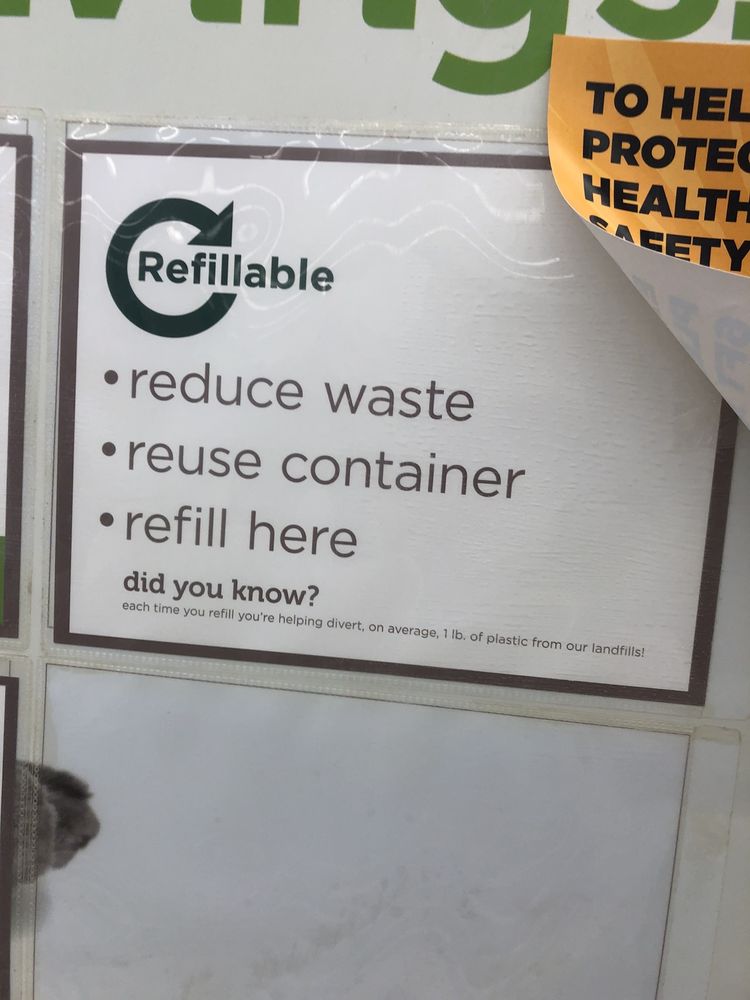 TO HEL
PROTEC
HEALTH
SAFETY
Refillable
•reduce waste
•reuse container
•refill here
did you know?
each time you refill you're helping divert, on average, 1 lb. of plastic from our landfills!